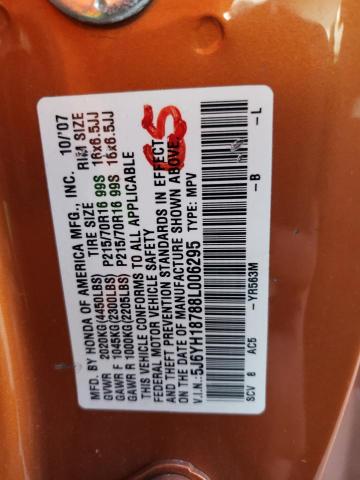 MFD. BY HONDA OF AMERICA MFG., INC. 10/'07
TIRE SIZE RIM SIZE
GVWR 2020KG(4450LBS) P215/70R16 99S 16x6.5JJ
GAWR F 1045KG(2300LBS) P215/70R16 99S 16x6.5JJ
GAWR R 1000KG(2205LBS)
THIS VEHICLE CONFORMS TO ALL APPLICABLE
FEDERAL MOTOR VEHICLE SAFETY
AND THEFT PREVENTION STANDARDS IN EFFECT
ON THE DATE OF MANUFACTURE SHOWN ABOVE.
V.I.N.: 5J6YH18788L006295 TYPE: MPV
SCV 8 AC5 -YR563M -B -L